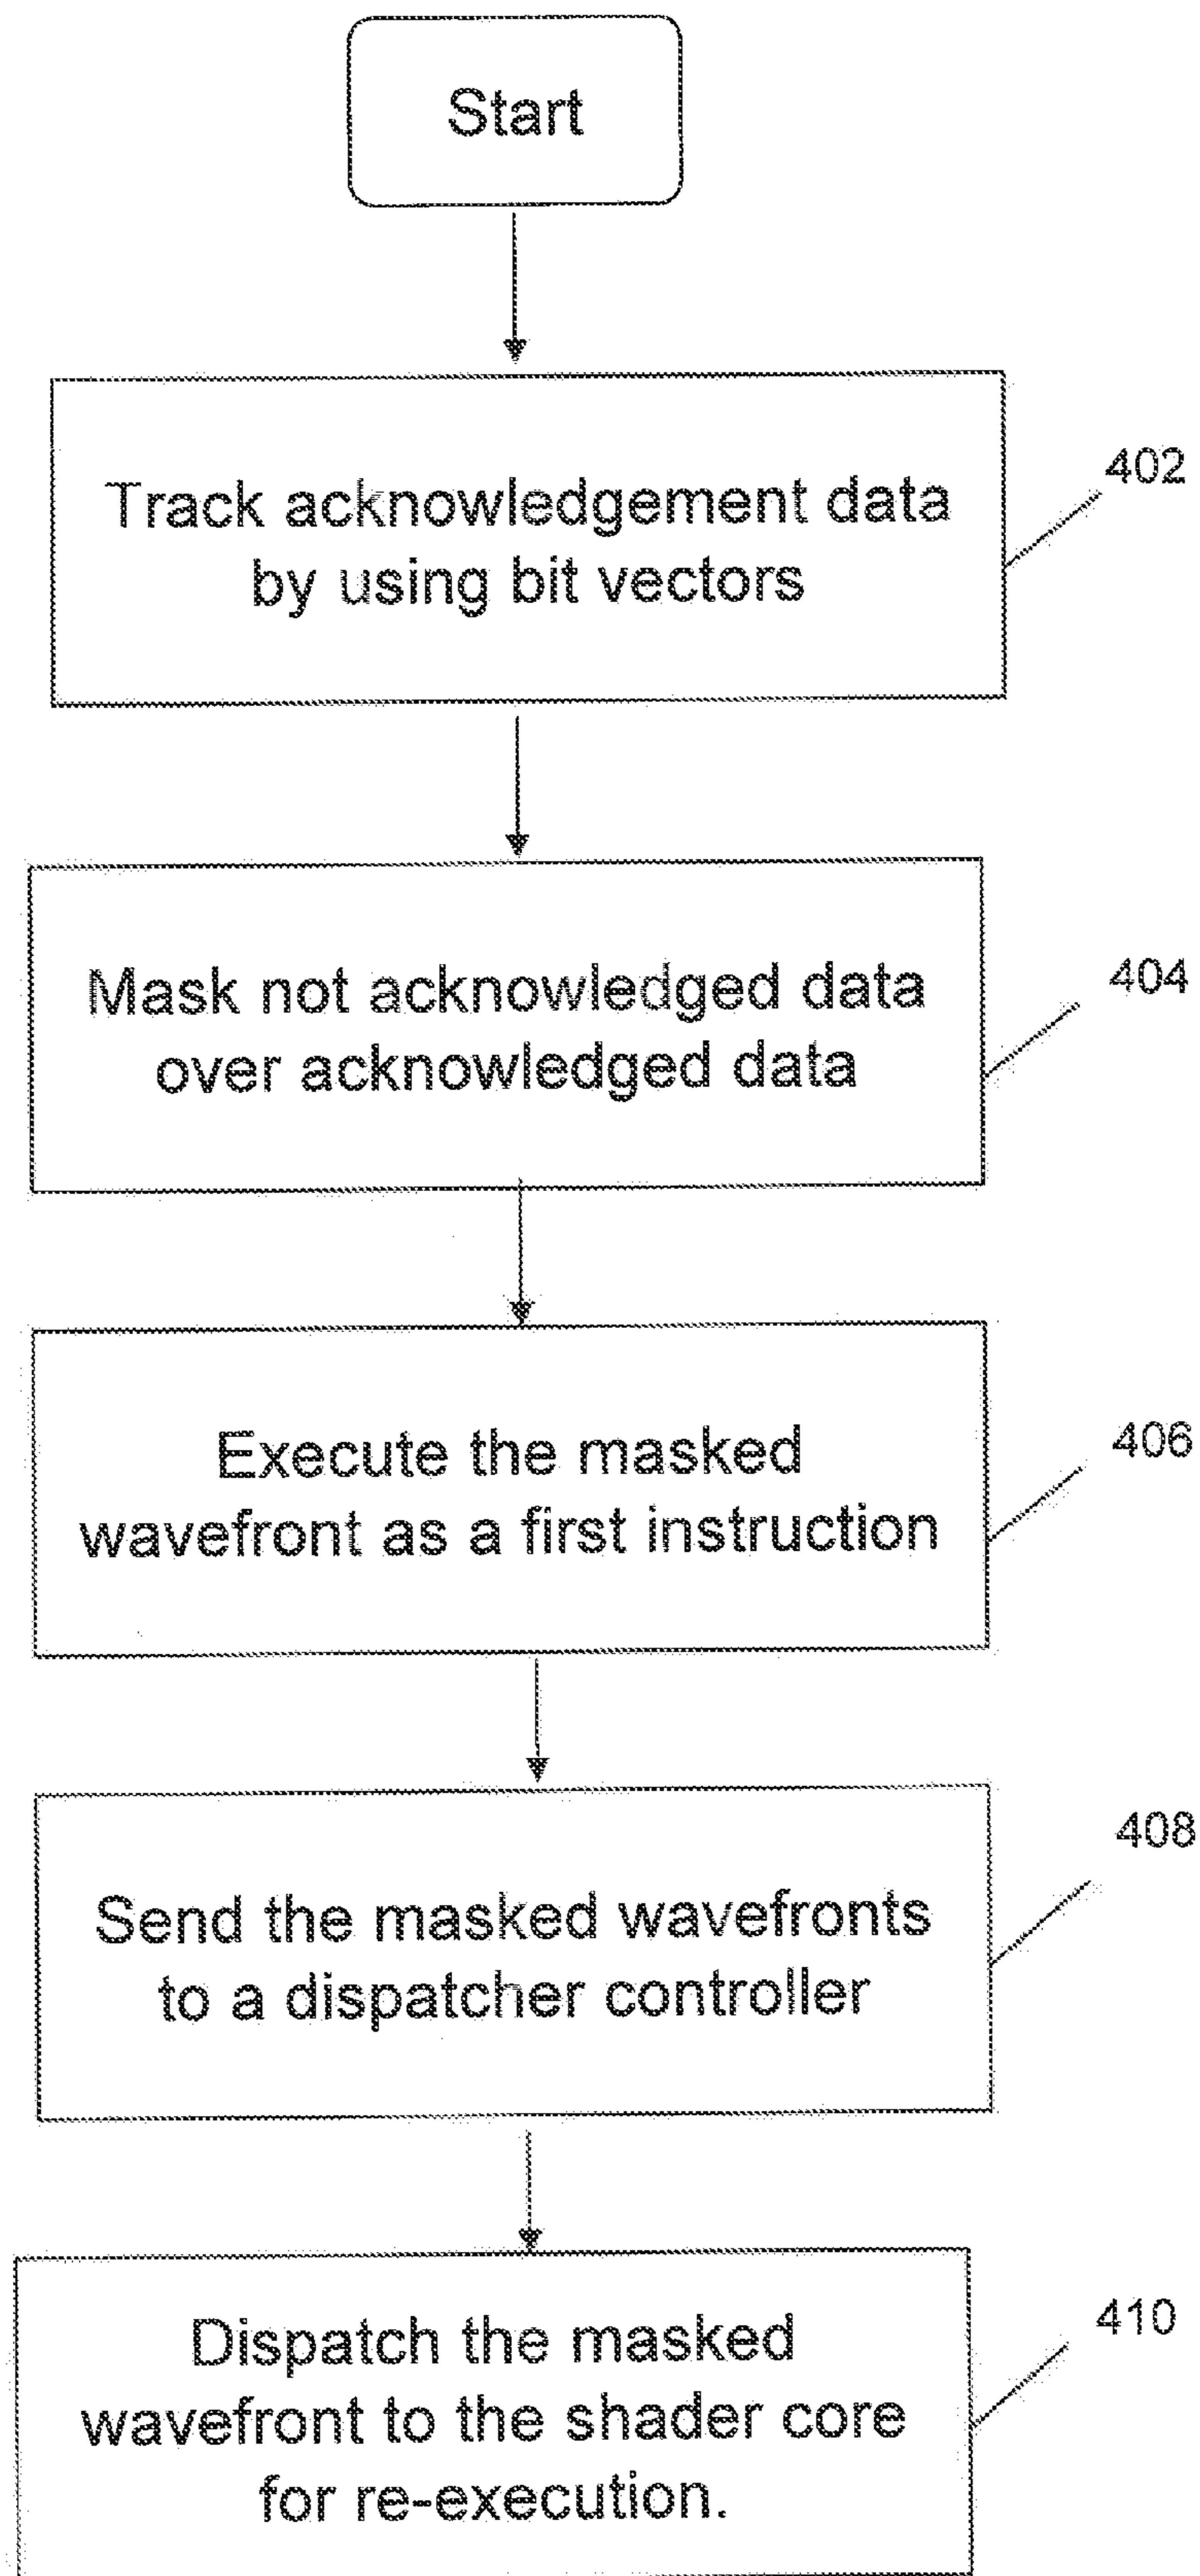 Start
Track acknowledgement data
by using bit vectors
402
Mask not acknowledged data
over acknowledged data
404
Execute the masked
wavefront as a first instruction
406
Send the masked wavefronts
to a dispatcher controller
408
Dispatch the masked
wavefront to the shader core
for re-execution.
410